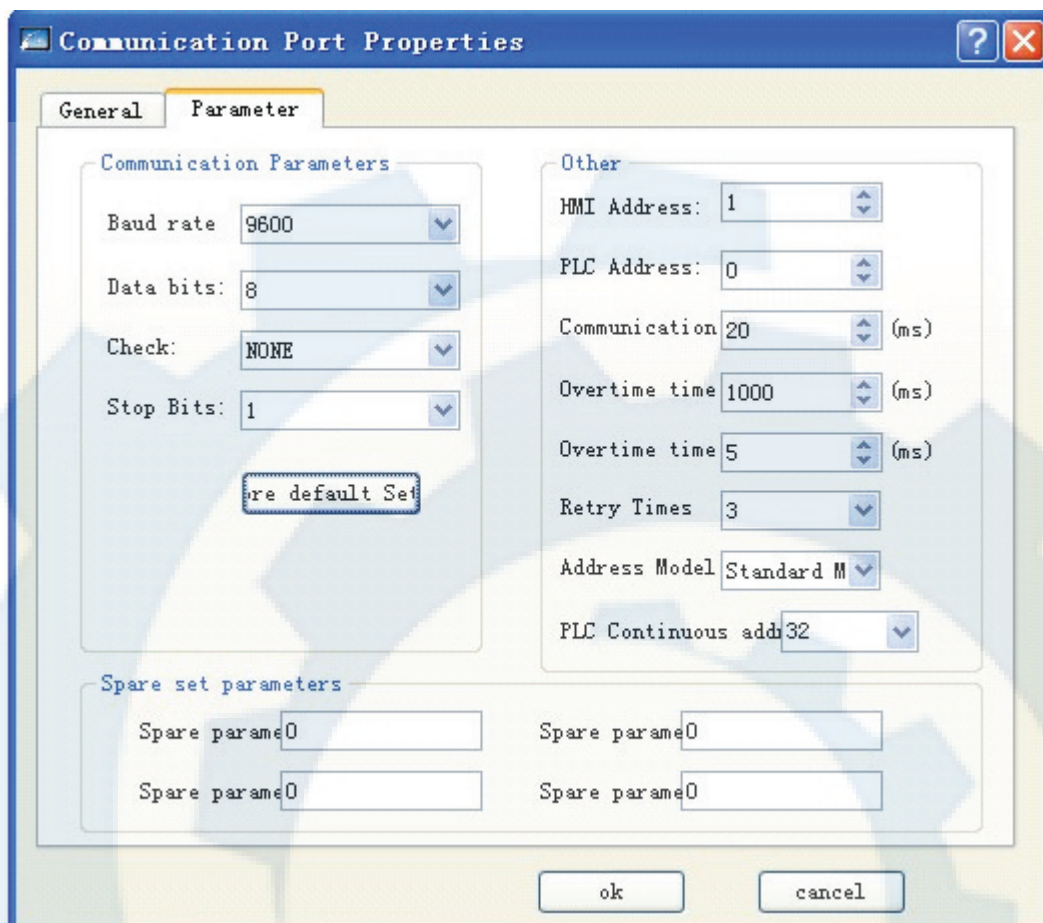 Communication Port Properties
General
Parameter
Communication Parameters
Baud rate 9600
Data bits: 8
Check: NONE
Stop Bits: 1
re default Set
Other
HMI Address: 1
PLC Address: 0
Communication 20 (ms)
Overtime time 1000 (ms)
Overtime time 5 (ms)
Retry Times 3
Address Model Standard M
PLC Continuous add 32
Spare set parameters
Spare parame 0
Spare parame 0
Spare parame 0
Spare parame 0
ok
cancel